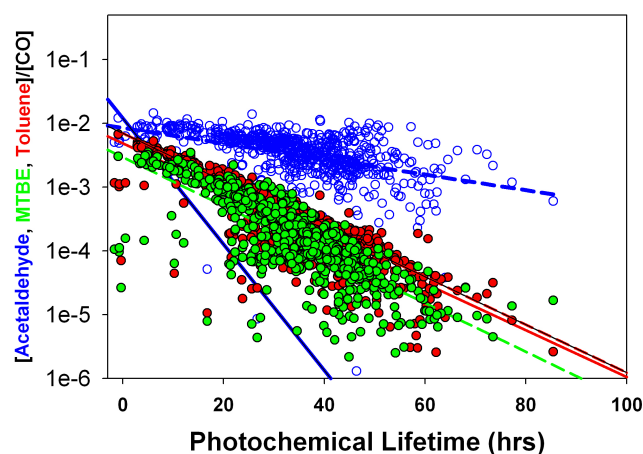 [Acetaldehyde, MTBE, Toluene]/[CO]
1e-1
1e-2
1e-3
1e-4
1e-5
1e-6
0 20 40 60 80 100
Photochemical Lifetime (hrs)